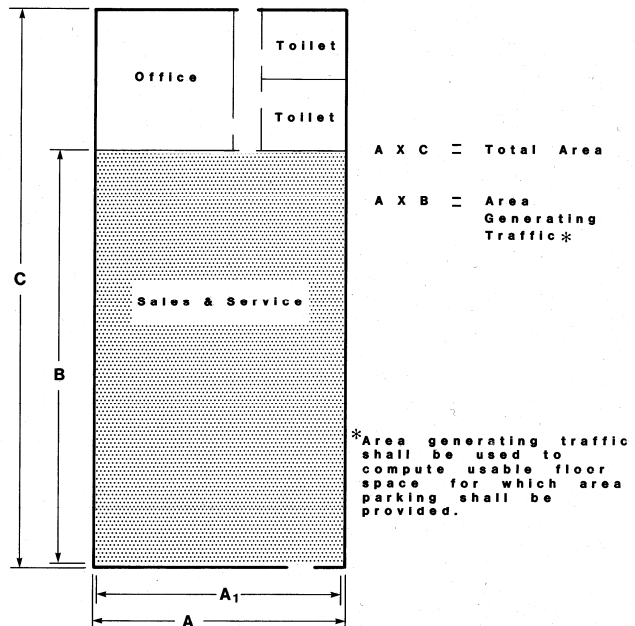 Toilet
Office
Toilet
A X C = Total Area
A X B = Area
Generating
Traffic*
C
Sales & Service
B
*Area generating traffic
shall be used to
compute usable floor
space for which area
parking shall be
provided.
A1
A